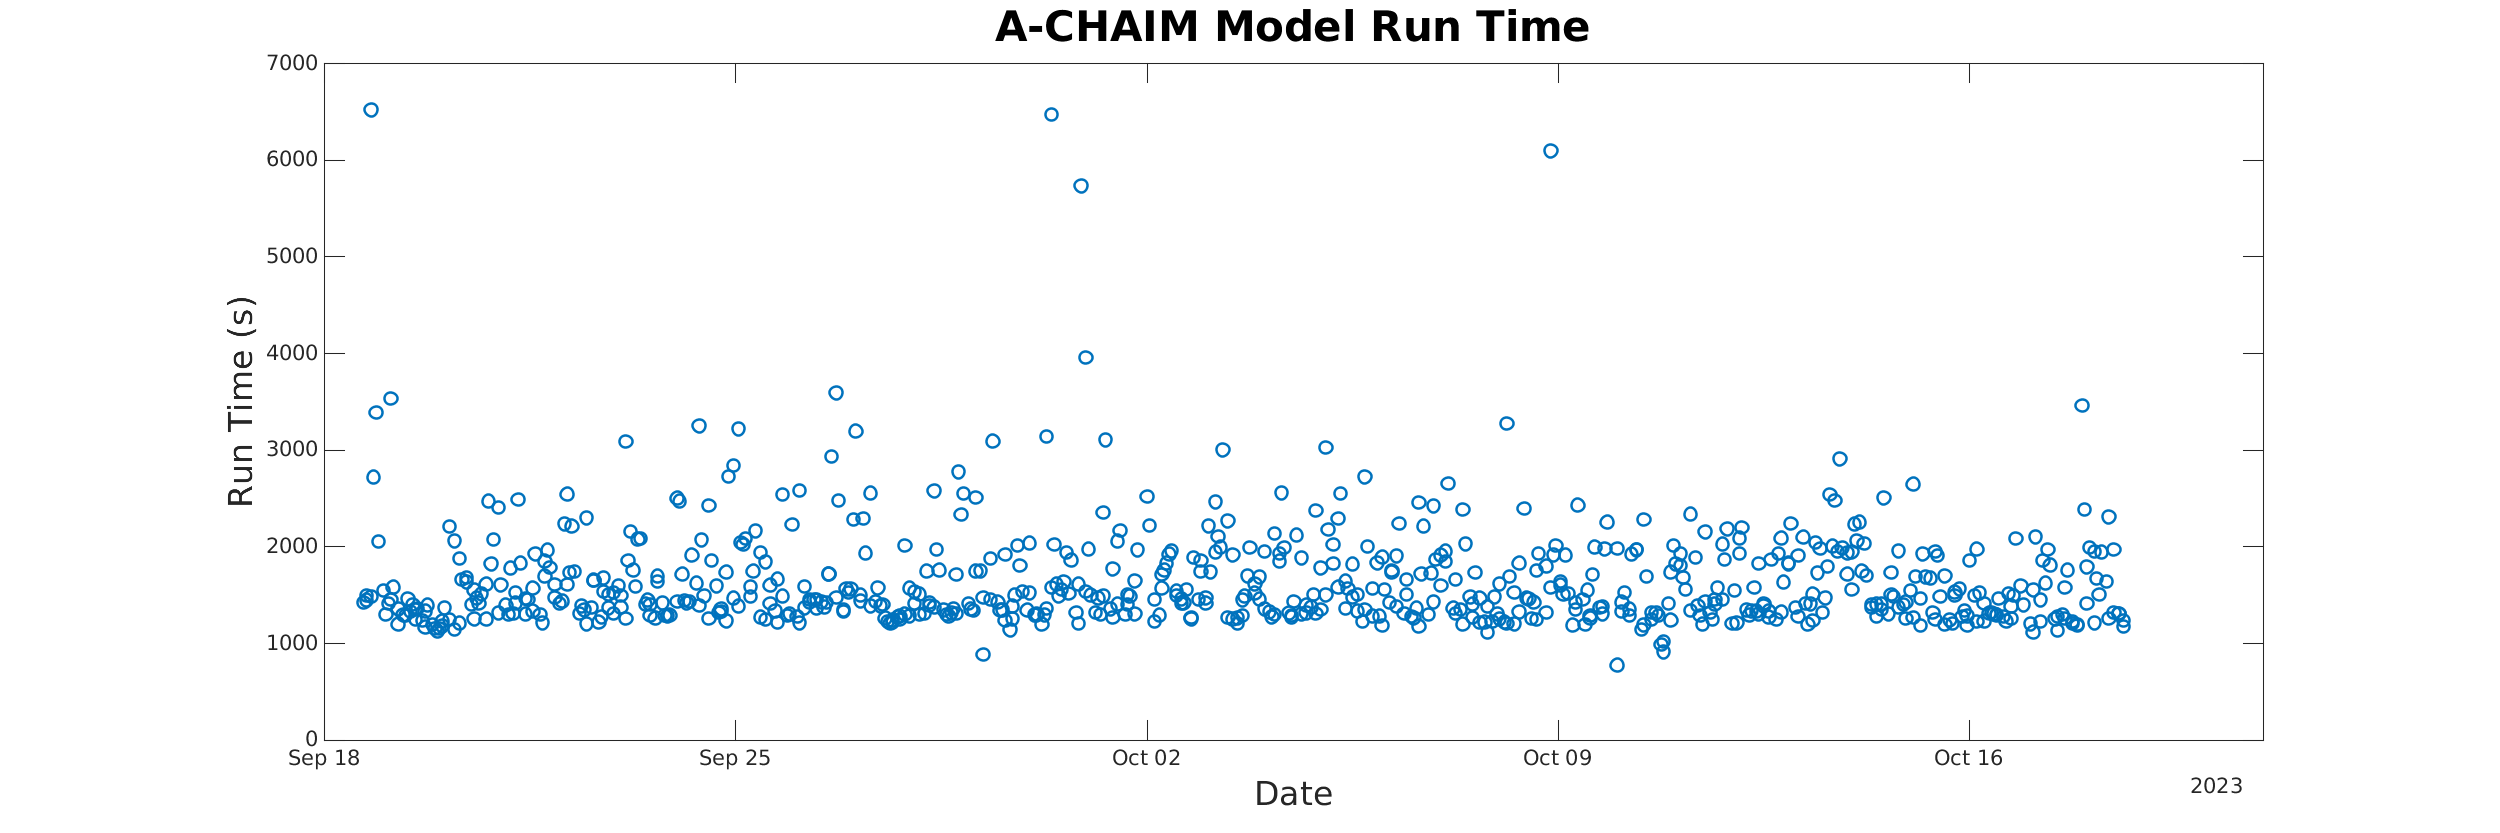 A-CHAIM Model Run Time
7000
6000
5000
4000
3000
2000
1000
0
Run Time (s)
Sep 18
Sep 25
Oct 02
Oct 09
Oct 16
2023
Date